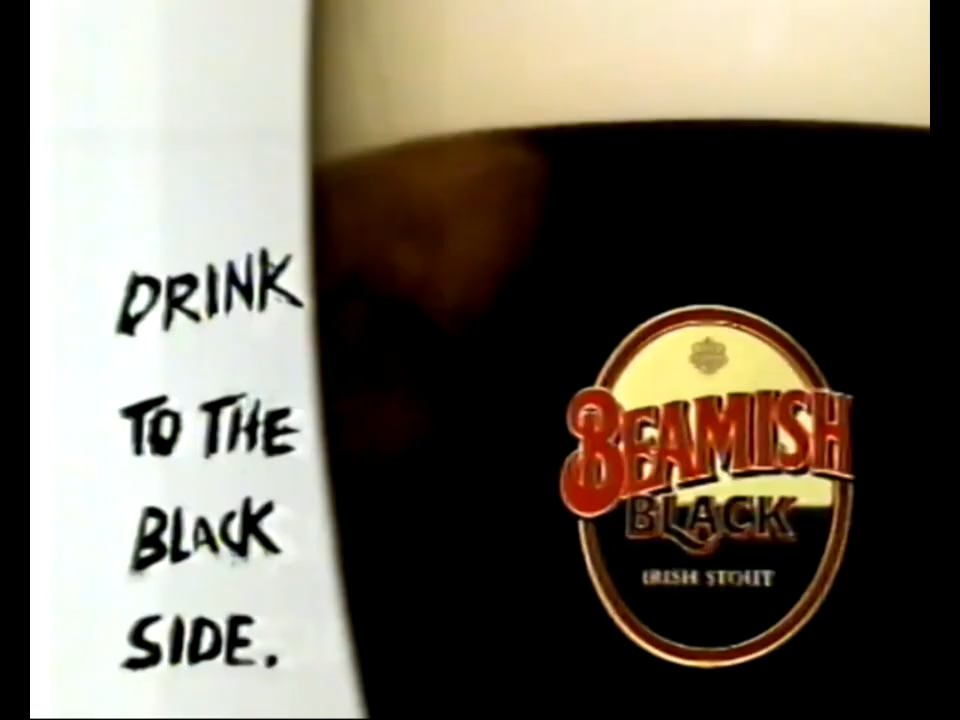 DRINK
TO THE
BLACK
SIDE.
BEAMISH
BLACK
IRISH STOUT